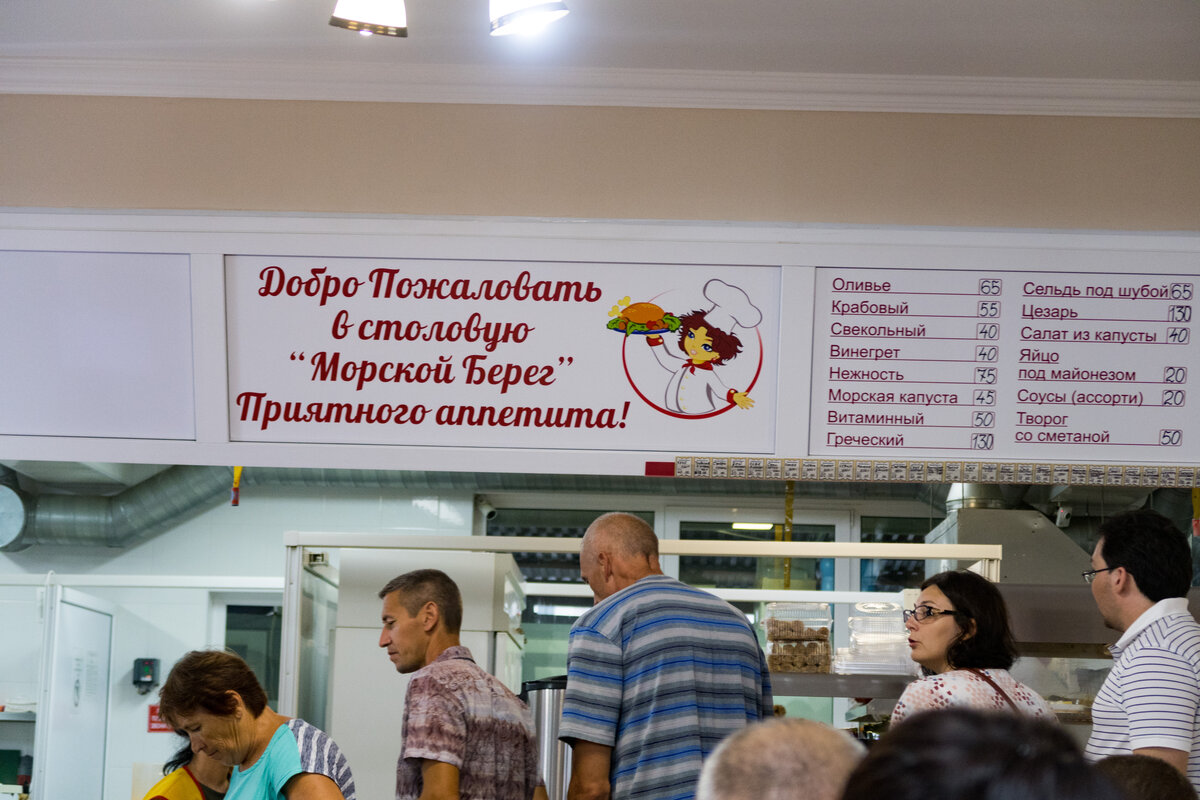 Добро Пожаловать
в столовую
“Морской Берег”
Приятного аппетита!
Оливье 65
Крабовый 55
Свекольный 40
Винегрет 40
Нежность 75
Морская капуста 45
Витаминный 50
Греческий 130
Сельдь под шубой 65
Цезарь 130
Салат из капусты 40
Яйцо
под майонезом 20
Соусы (ассорти) 20
Творог
со сметаной 50